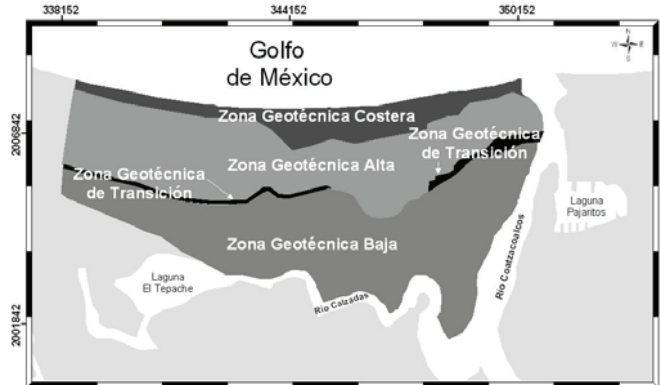 338152
344152
350152
N
W
E
S
Golfo
de México
Zona Geotécnica Costera
2006842
Zona Geotécnica
de Transición
Zona Geotécnica Alta
Zona Geotécnica
de Transición
Laguna
Pajaritos
Zona Geotécnica Baja
Río Coatzacoalcos
Laguna
El Tepache
Río Calzadas
2001842